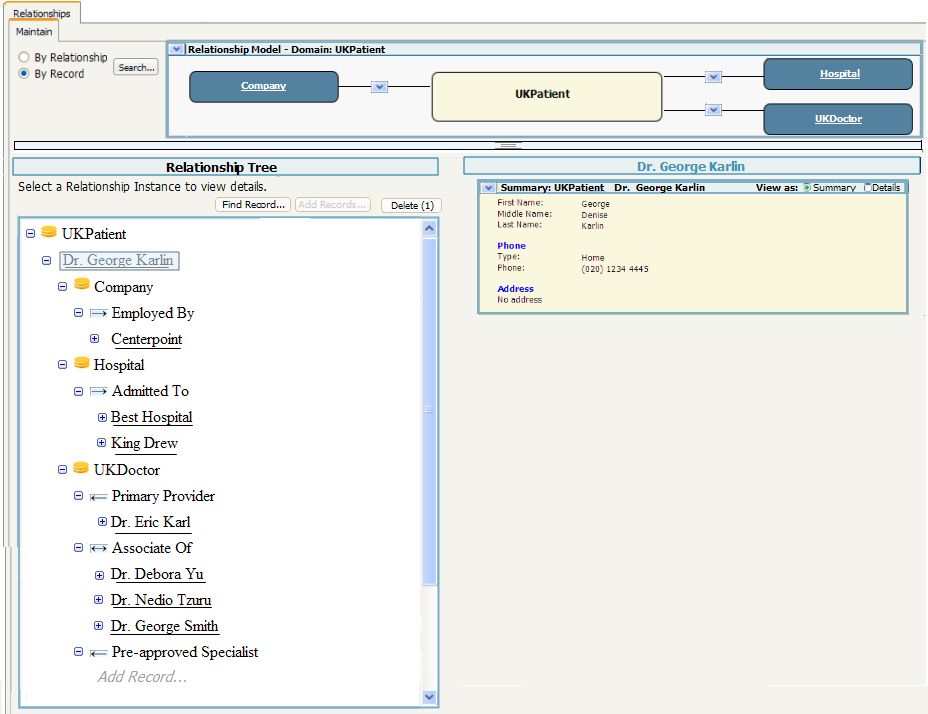 Relationships
Maintain
By Relationship
By Record
Search...
Relationship Model - Domain: UKPatient
Company
UKPatient
Hospital
UKDoctor
Relationship Tree
Select a Relationship Instance to view details.
Find Record...
Add Records...
Delete (1)
UKPatient
Dr. George Karlin
Company
Employed By
Centerpoint
Hospital
Admitted To
Best Hospital
King Drew
UKDoctor
Primary Provider
Dr. Eric Karl
Associate Of
Dr. Debora Yu
Dr. Nedio Tzuru
Dr. George Smith
Pre-approved Specialist
Add Record...
Dr. George Karlin
Summary: UKPatient Dr. George Karlin View as: Summary Details
First Name: George
Middle Name: Denise
Last Name: Karlin
Phone
Type: Home
Phone: (020) 1234 4445
Address
No address